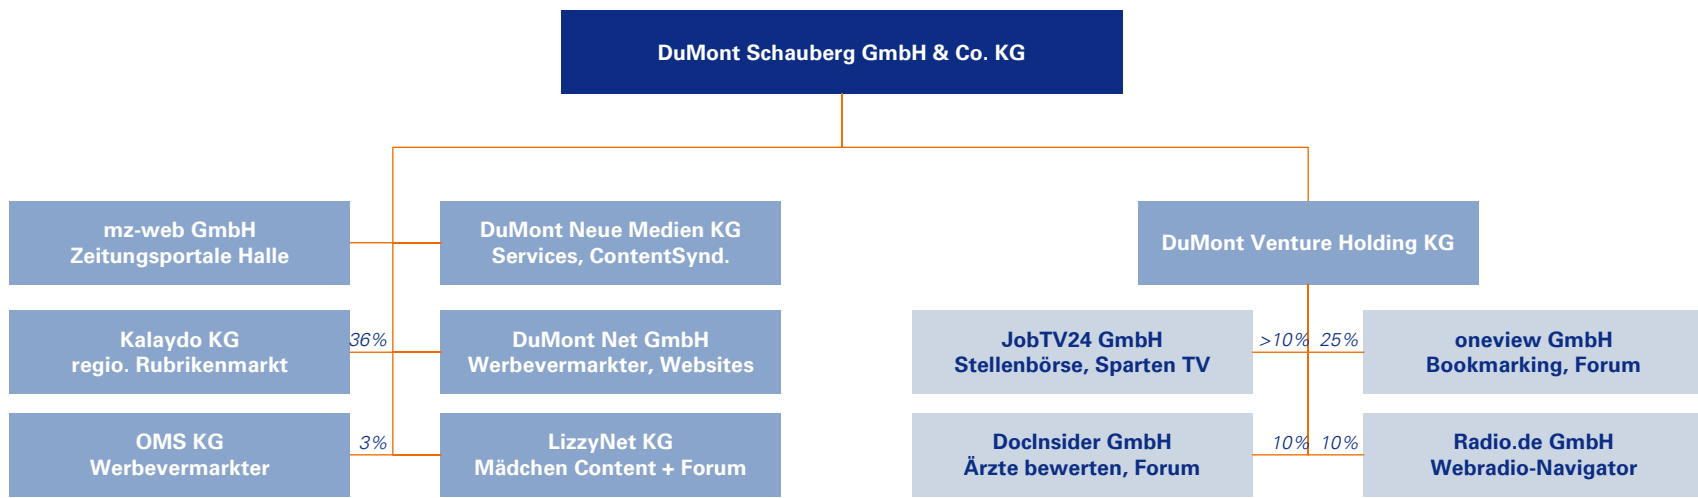 DuMont Schauberg GmbH & Co. KG
mz-web GmbH
Zeitungsportale Halle
DuMont Neue Medien KG
Services, ContentSynd.
DuMont Venture Holding KG
Kalaydo KG
regio. Rubrikenmarkt
36%
DuMont Net GmbH
Werbevermarkter, Websites
JobTV24 GmbH
Stellenbörse, Sparten TV
>10%
25%
oneview GmbH
Bookmarking, Forum
OMS KG
Werbevermarkter
3%
LizzyNet KG
Mädchen Content + Forum
DocInsider GmbH
Ärzte bewerten, Forum
10%
10%
Radio.de GmbH
Webradio-Navigator